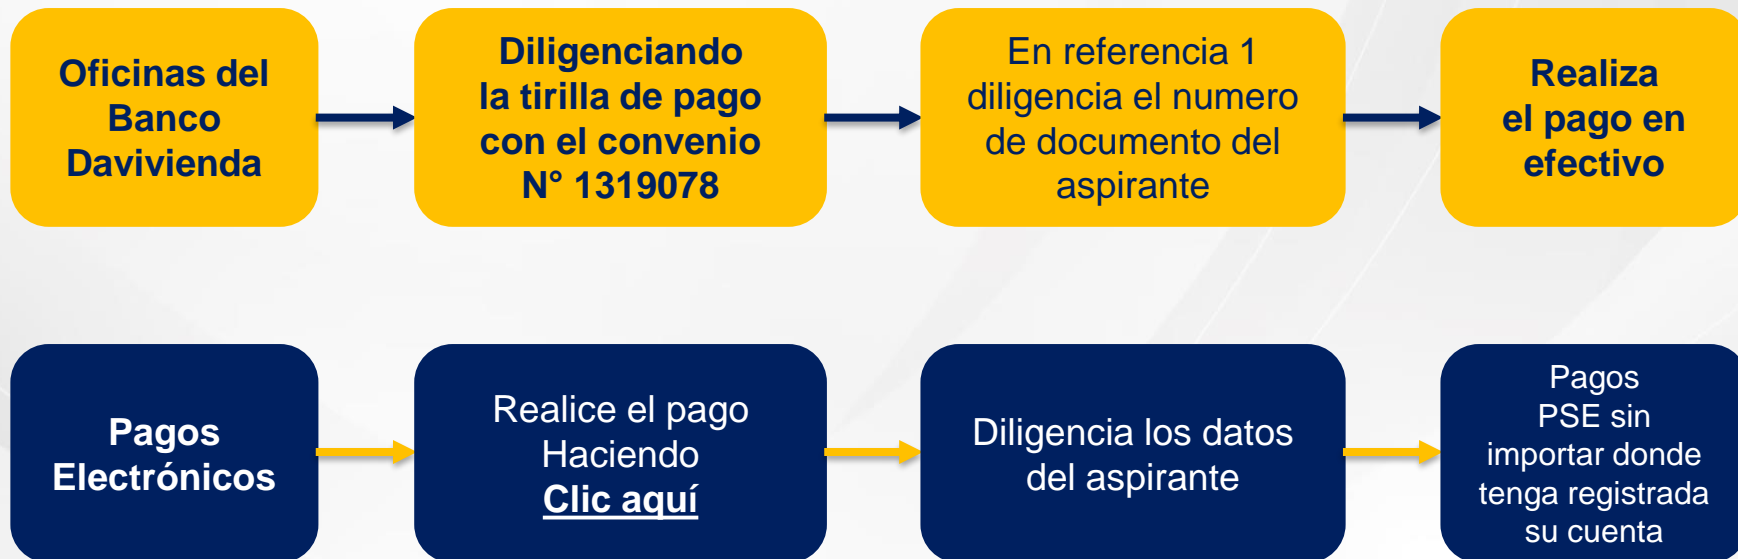 Oficinas del
Banco
Davivienda
Diligenciando
la tirilla de pago
con el convenio
N° 1319078
En referencia 1
diligencia el numero
de documento del
aspirante
Realiza
el pago en
efectivo
Pagos
Electrónicos
Realice el pago
Haciendo
Clic aquí
Diligencia los datos
del aspirante
Pagos
PSE sin
importar donde
tenga registrada
su cuenta